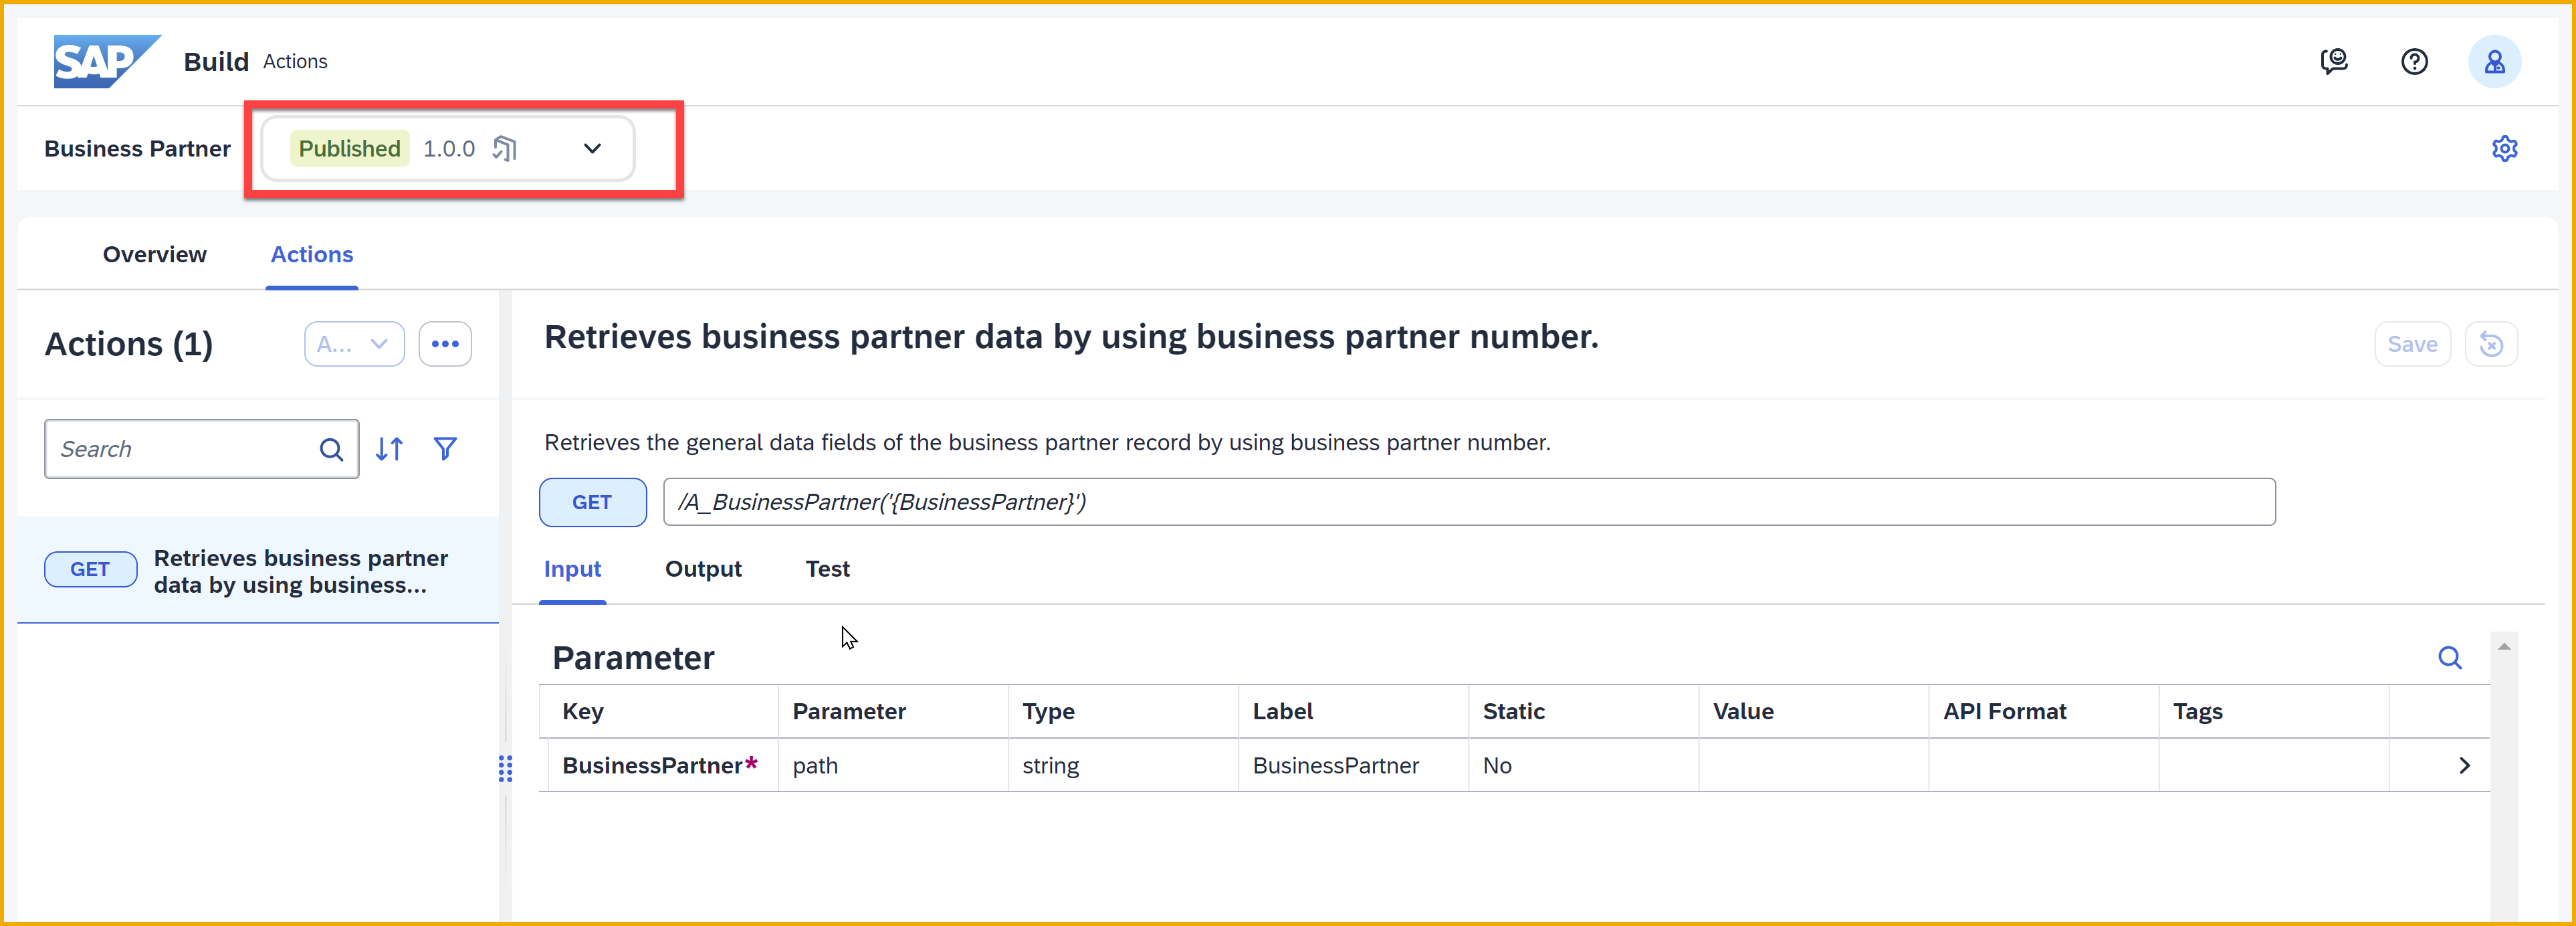 SAP Build Actions
Business Partner Published 1.0.0
Overview Actions
Actions (1) A...
Search
GET Retrieves business partner
data by using business...
Retrieves business partner data by using business partner number.
Save
Retrieves the general data fields of the business partner record by using business partner number.
GET /A_BusinessPartner('{BusinessPartner}')
Input Output Test
Parameter
Key Parameter Type Label Static Value API Format Tags
BusinessPartner* path string BusinessPartner No